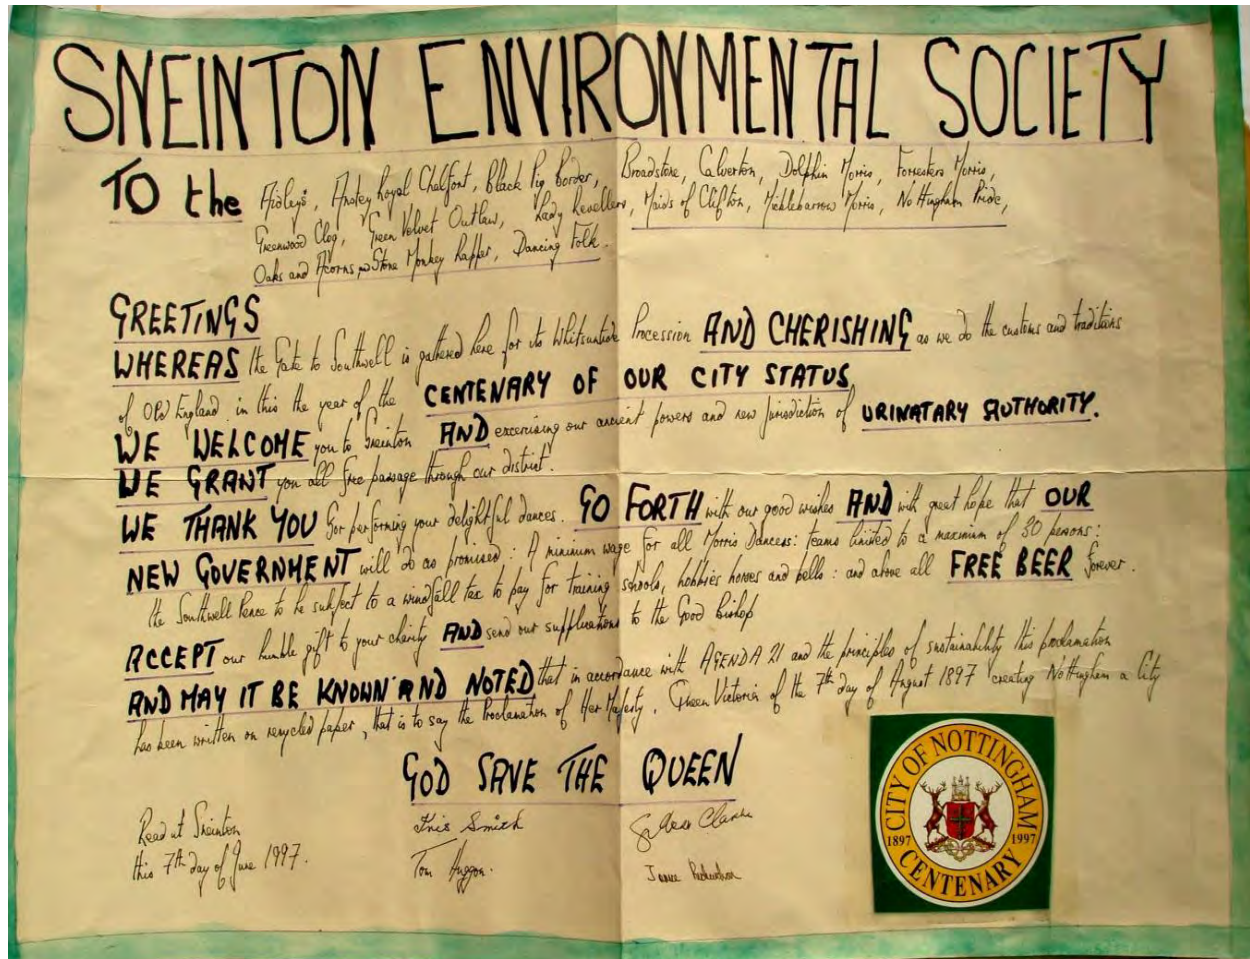 SNEINTON ENVIRONMENTAL SOCIETY
TO the Aidleys, Anstey Royal Chalfont, Black Pig Border, Broadstone, Calverton, Dolphin Morris, Forresters Morris,
Greenwood Clog, Green Velvet Outlaw, Lady Revellers, Maids of Clifton, Micklebarrow Morris, Nottingham Pride,
Oaks and Acorns Stone Monkey Rapper, Dancing Folk.
GREETINGS
WHEREAS the Gate to Southwell is gathered here for its Whitsuntide Procession AND CHERISHING as we do the customs and traditions
of Old England in this the year of the CENTENARY OF OUR CITY STATUS
WE WELCOME you to Sneinton AND excercising our ancient powers and new jurisdiction of URINATARY AUTHORITY.
WE GRANT you all free passage through our district.
WE THANK YOU for performing your delightful dances. GO FORTH with our good wishes AND with great hope that OUR
NEW GOVERNMENT will do as promised: A minimum wage for all Morris Dancers: teams limited to a maximum of 30 persons:
the Southwell Pence to be subject to a windfall tax to pay for training schools, hobbies horses and bells: and above all FREE BEER forever.
ACCEPT our humble gift to your charity AND send our supplications to the Good Bishop
AND MAY IT BE KNOWN AND NOTED that in accordance with AGENDA 21 and the principles of sustainability this proclamation
has been written on recycled paper, that is to say the Proclamation of Her Majesty, Queen Victoria of the 7th day of August 1897 creating Nottingham a City
GOD SAVE THE QUEEN
Read at Sneinton
this 7th day of June 1997.
Smith
Tom Huggon.
Clarke
Richardson
CITY OF NOTTINGHAM
1897 1997
CENTENARY